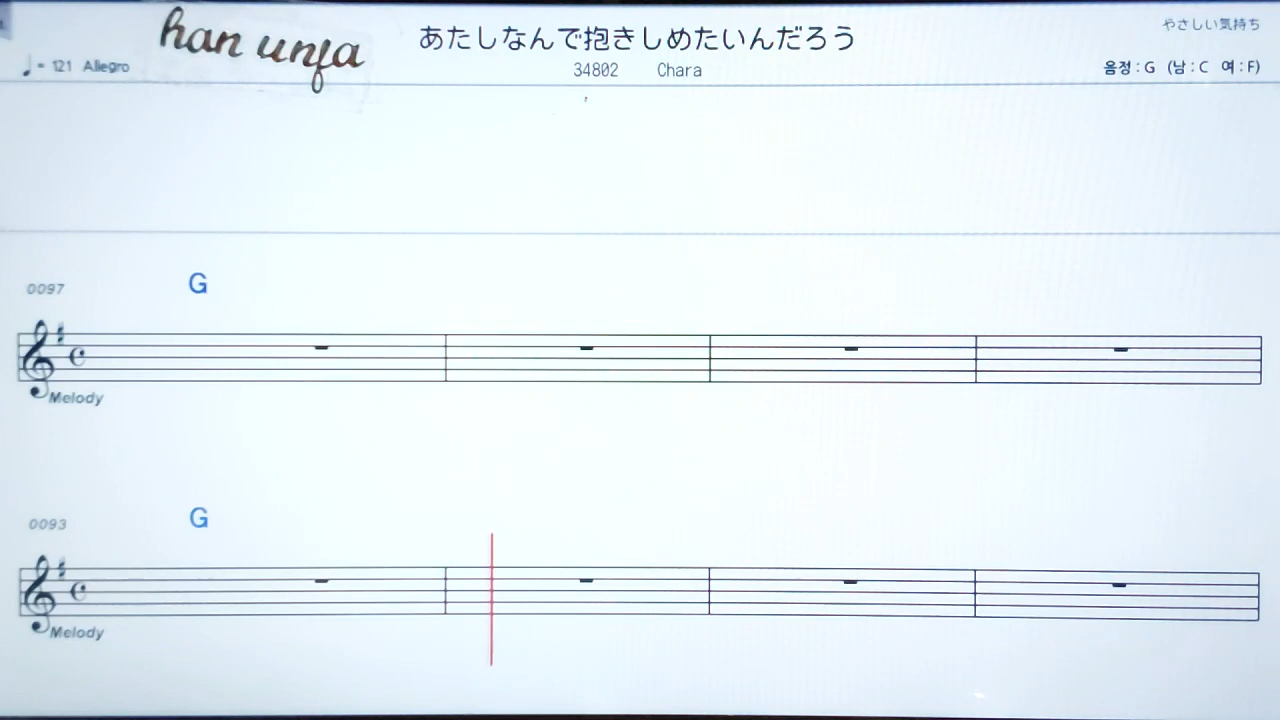 han unfa
あたしなんで抱きしめたいんだろう
やさしい気持ち
♩ = 121 Allegro
34802 Chara
음정 : G (남 : C 여 : F)
0097 G
Melody
0093 G
Melody